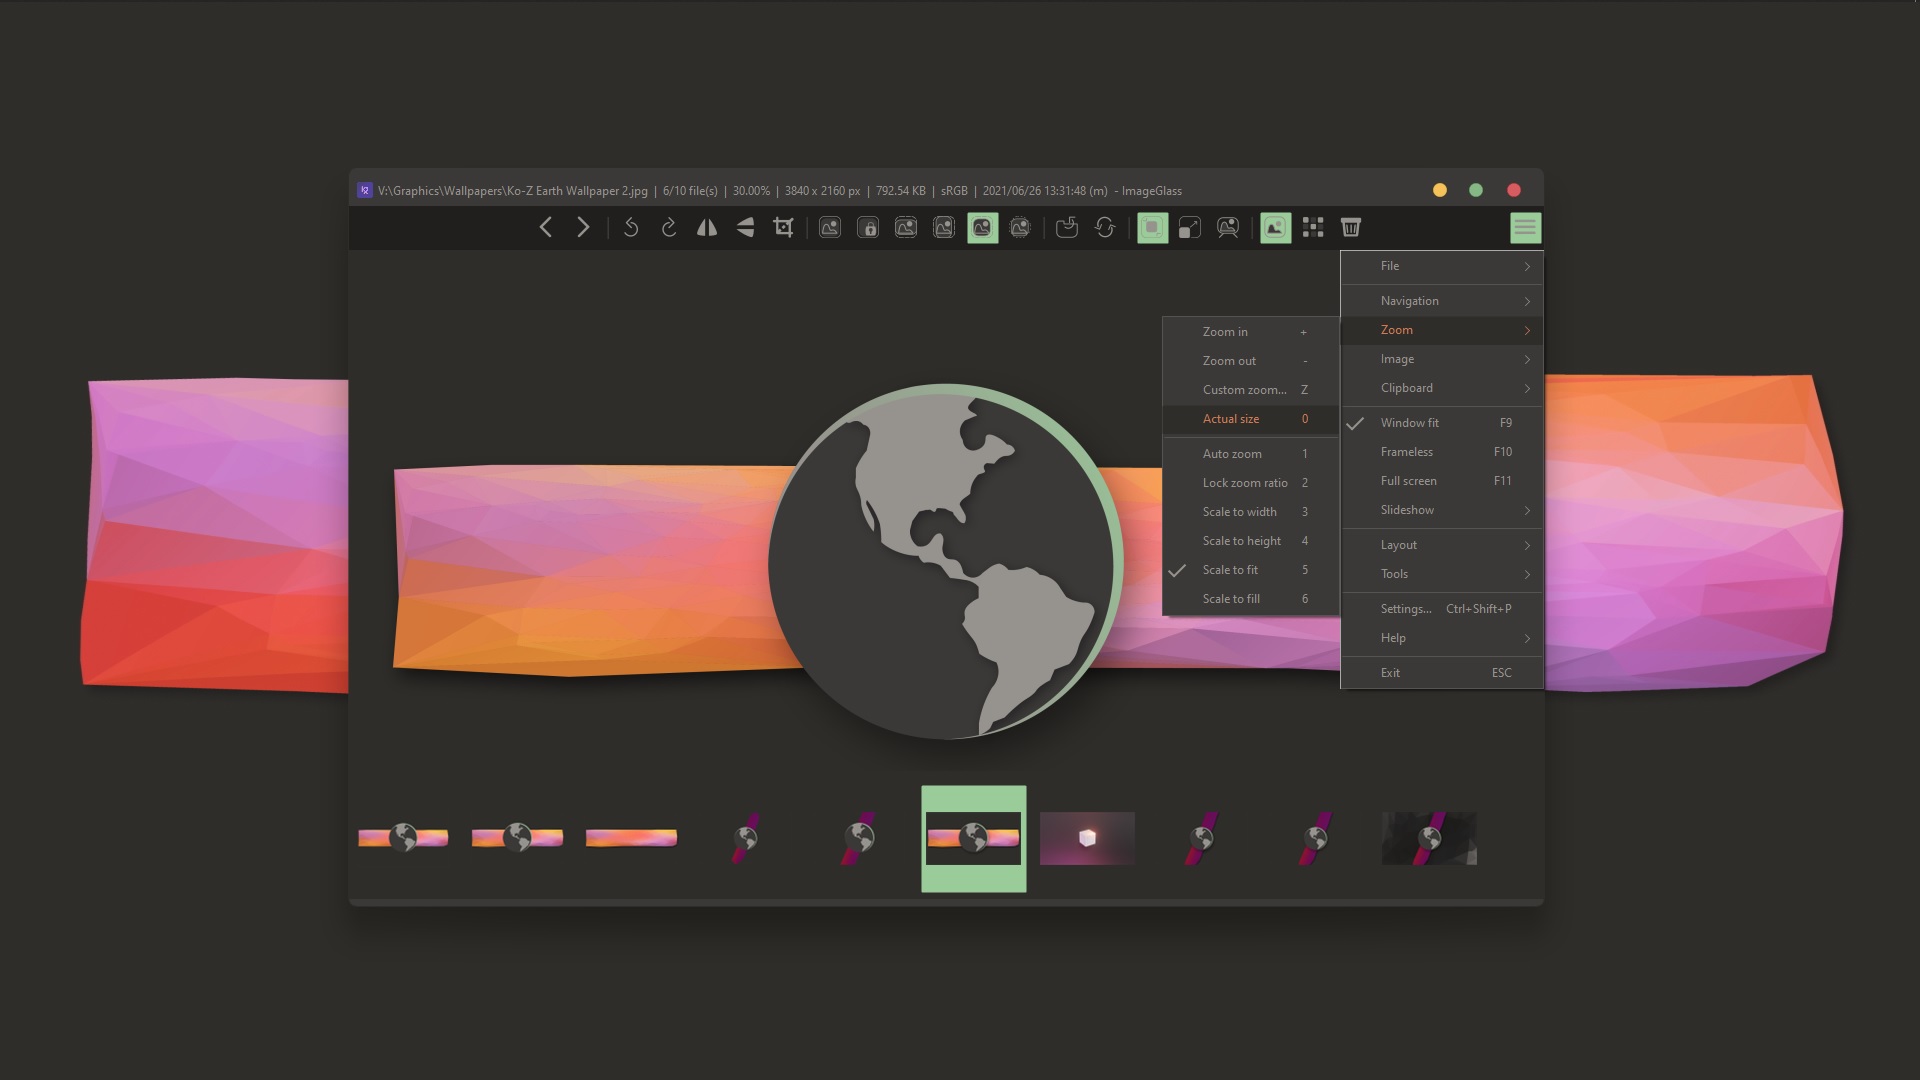 V:\Graphics\Wallpapers\Ko-Z Earth Wallpaper 2.jpg | 6/10 file(s) | 30.00% | 3840 x 2160 px | 792.54 KB | sRGB | 2021/06/26 13:31:48 (m) - ImageGlass
File
Navigation
Zoom
Image
Clipboard
Window fit F9
Frameless F10
Full screen F11
Slideshow
Layout
Tools
Settings... Ctrl+Shift+P
Help
Exit ESC
Zoom in +
Zoom out -
Custom zoom... Z
Actual size 0
Auto zoom 1
Lock zoom ratio 2
Scale to width 3
Scale to height 4
Scale to fit 5
Scale to fill 6